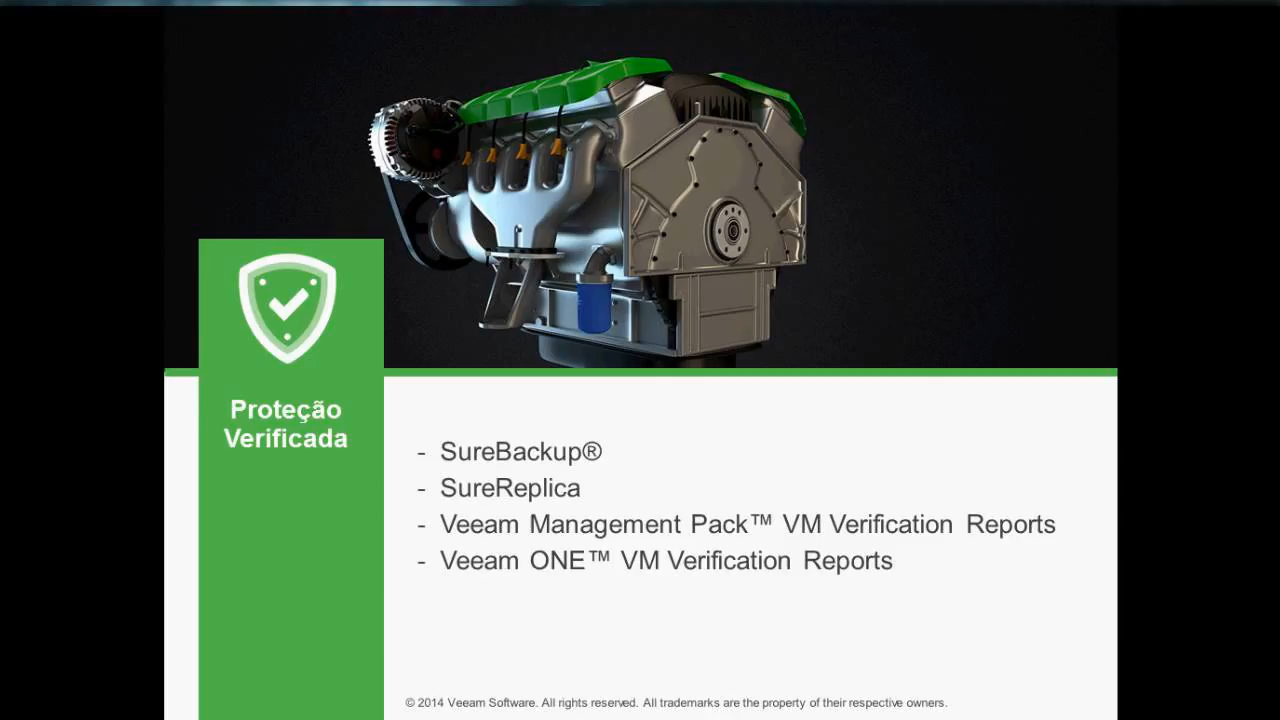 Proteção
Verificada
- SureBackup®
- SureReplica
- Veeam Management Pack™ VM Verification Reports
- Veeam ONE™ VM Verification Reports
© 2014 Veeam Software. All rights reserved. All trademarks are the property of their respective owners.